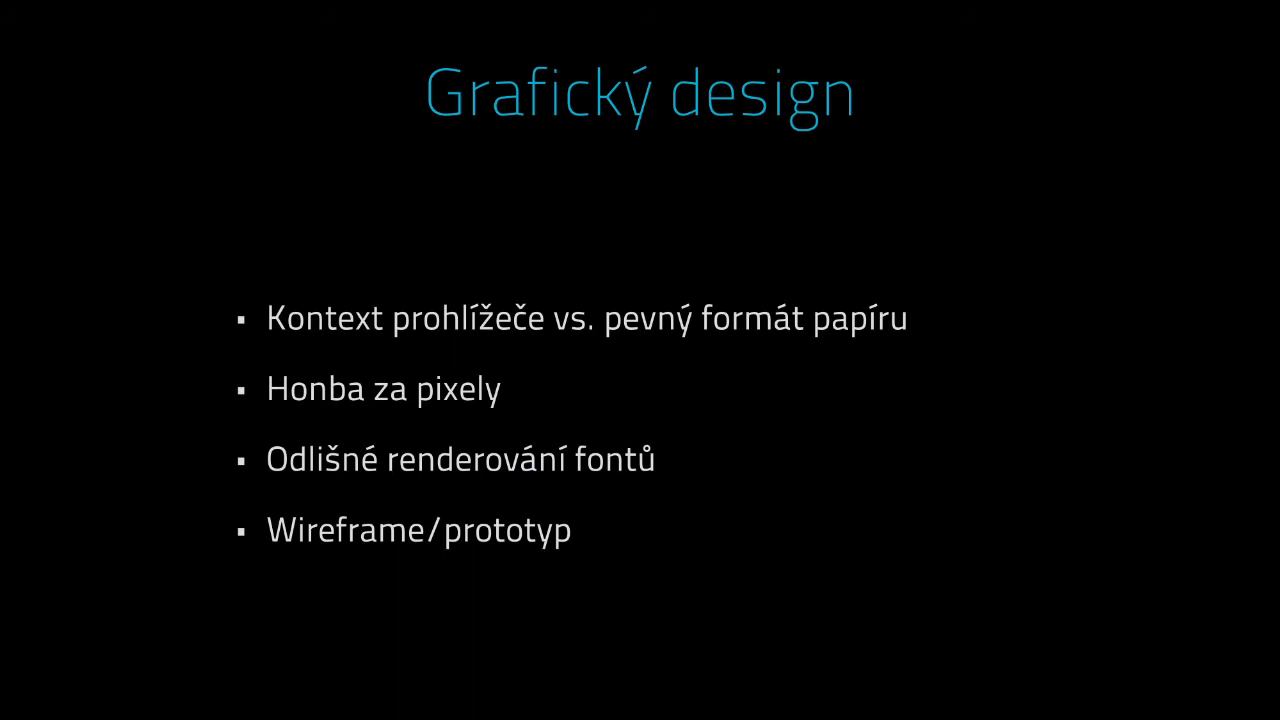 Grafický design
▪ Kontext prohlížeče vs. pevný formát papíru
▪ Honba za pixely
▪ Odlišné renderování fontů
▪ Wireframe/prototyp